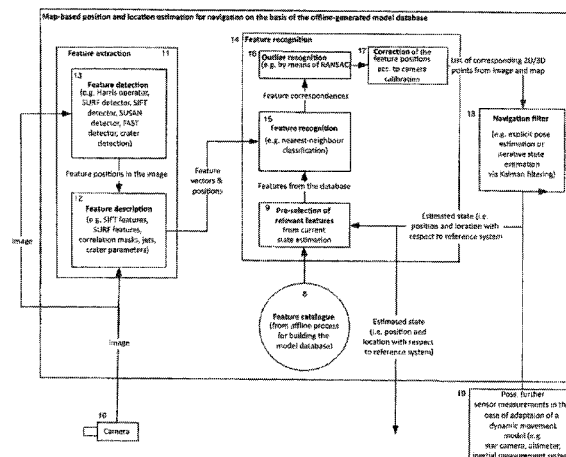 Map-based position and location estimation for navigation on the basis of the offline-generated model database
Feature extraction
11
13
Feature detection
(e.g. Harris operator,
SURF detector, SIFT
detector, SUSAN
detector, FAST
detector, crater
detection)
Feature positions in the image
12
Feature description
(e.g. SIFT features,
SURF features,
correlation masks, jets,
crater parameters)
Image
Image
10
Camera
Feature
vectors &
positions
14
Feature recognition
16
Outlier recognition
(e.g. by means of RANSAC)
Feature correspondences
15
Feature recognition
(e.g. nearest-neighbour
classification)
Features from the database
9
Pre-selection of
relevant features
from current
state estimation
8
Feature catalogue
(from offline process
for building the
model database)
17
Correction of the
feature positions
acc. to camera
calibration
List of corresponding 2D/3D
points from image and map
18
Navigation filter
(e.g. explicit pose
estimation or
iterative state
estimation
via Kalman filtering)
Estimated state (i.e.
position and location with
respect to reference system)
Estimated state
(i.e. position and
location with respect
to reference system)
19
Poss. further
sensor measurements in the
case of adaptation of a
dynamic movement
model (e.g.
star camera, altimeter,
inertial measurement system